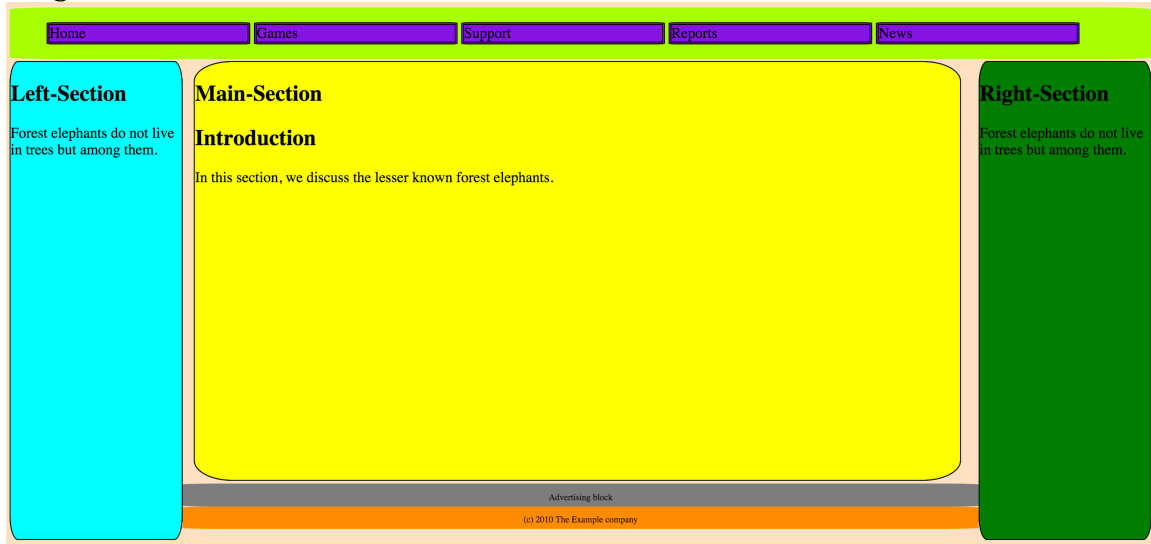 Home
Games
Support
Reports
News
Left-Section
Forest elephants do not live
in trees but among them.
Main-Section
Introduction
In this section, we discuss the lesser known forest elephants.
Right-Section
Forest elephants do not live
in trees but among them.
Advertising block
(c) 2010 The Example company